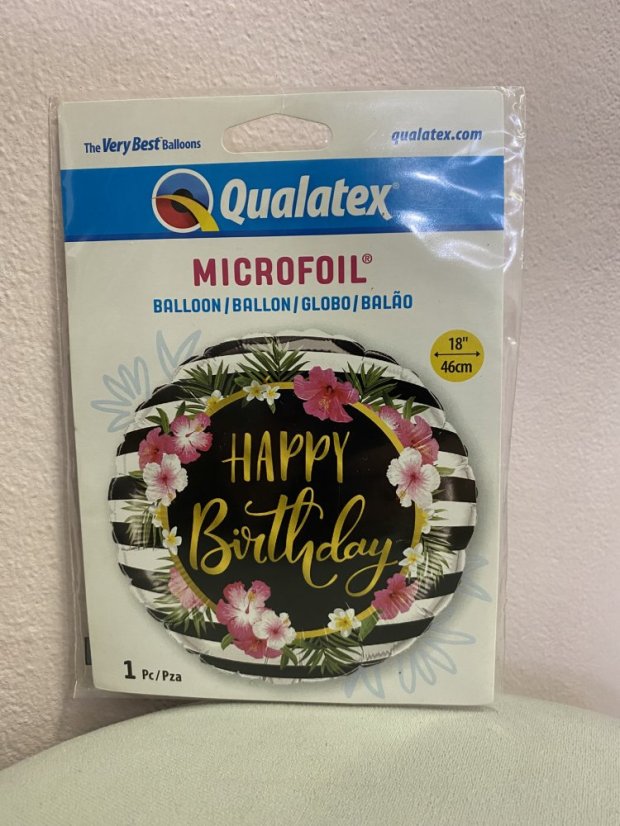 The Very Best Balloons
qualatex.com
Qualatex®
MICROFOIL®
BALLOON/BALLON/GLOBO/BALÃO
18"
46cm
HAPPY
Birthday
1 Pc/Pza